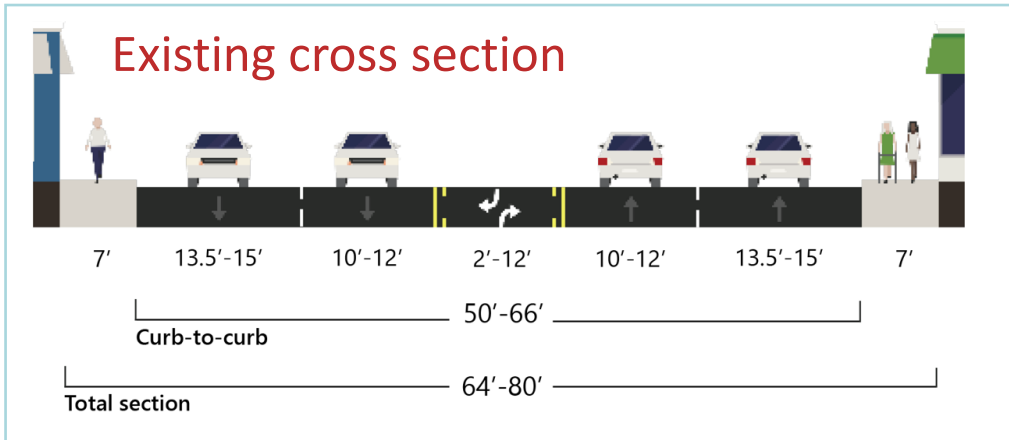 Existing cross section
7′ 13.5′-15′ 10′-12′ 2′-12′ 10′-12′ 13.5′-15′ 7′
50′-66′
Curb-to-curb
64′-80′
Total section